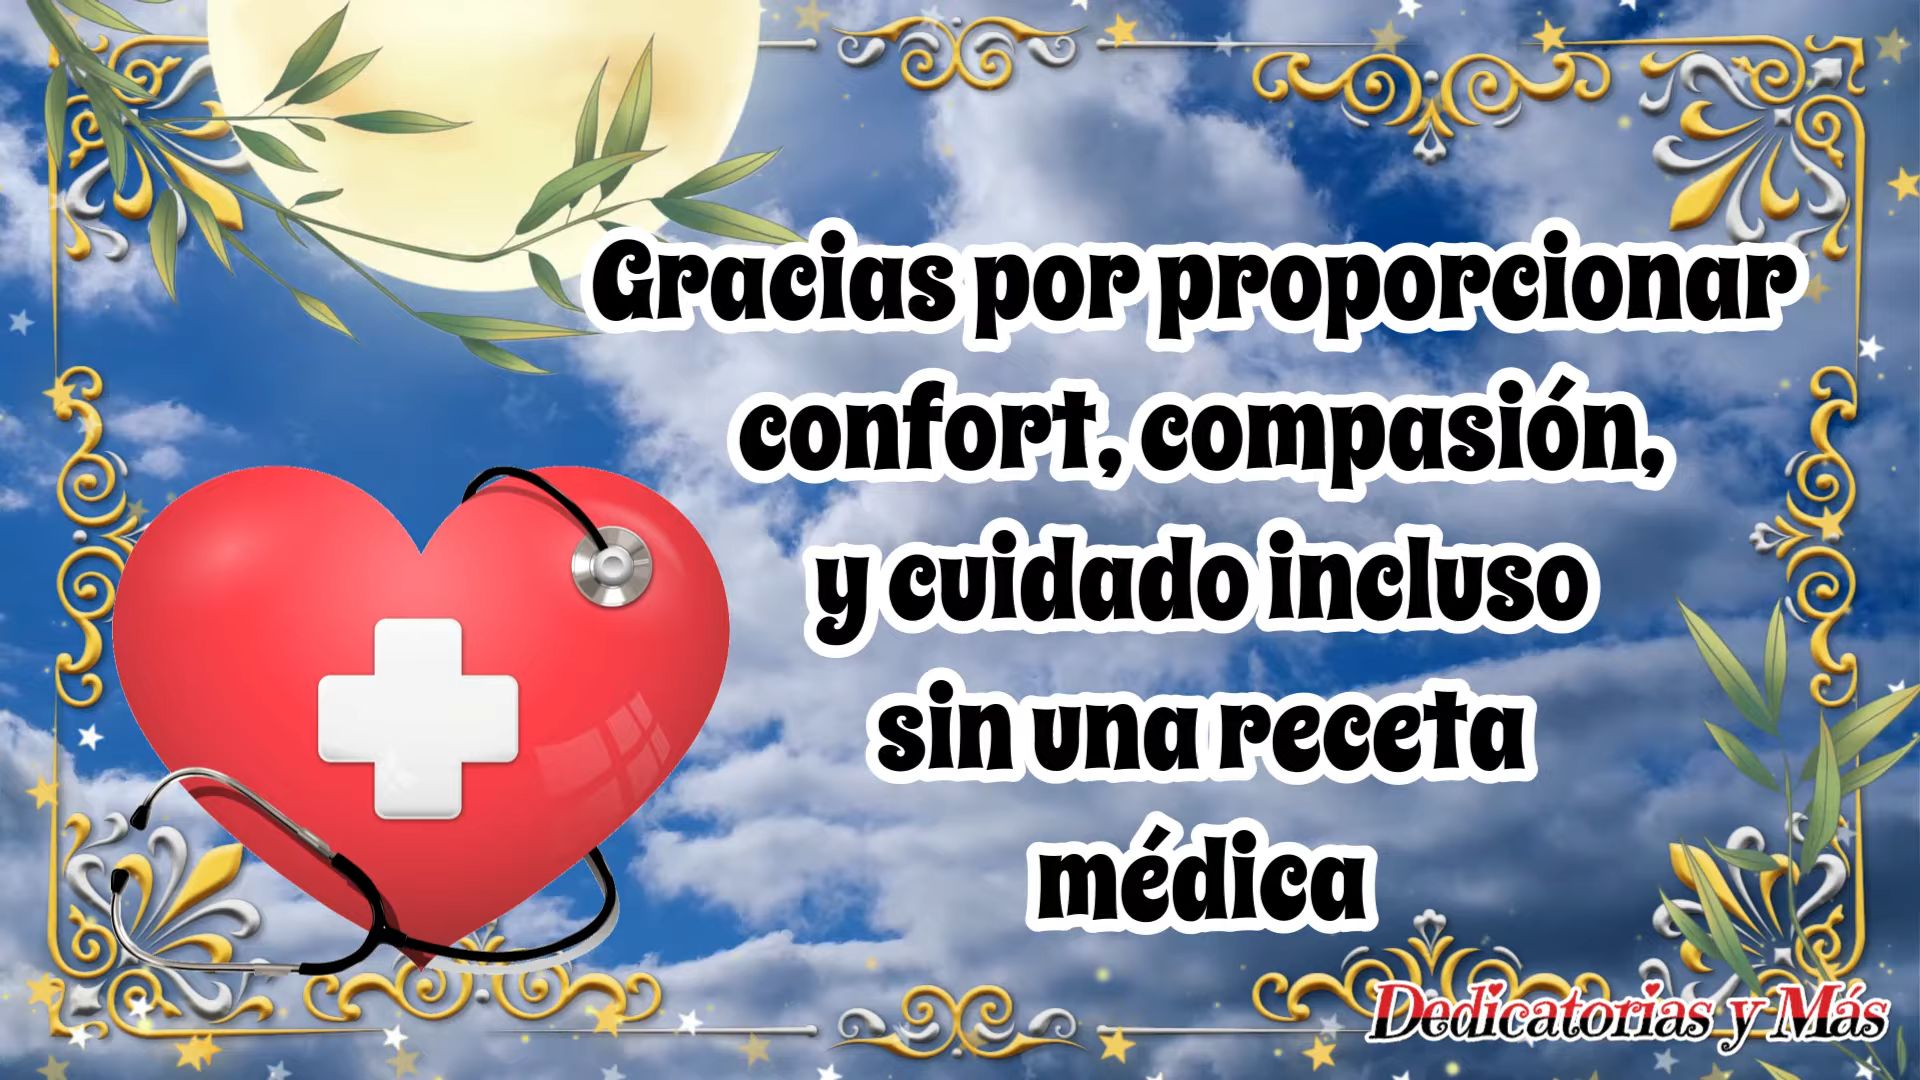 Gracias por proporcionar
confort, compasión,
y cuidado incluso
sin una receta
médica
Dedicatorias y Más